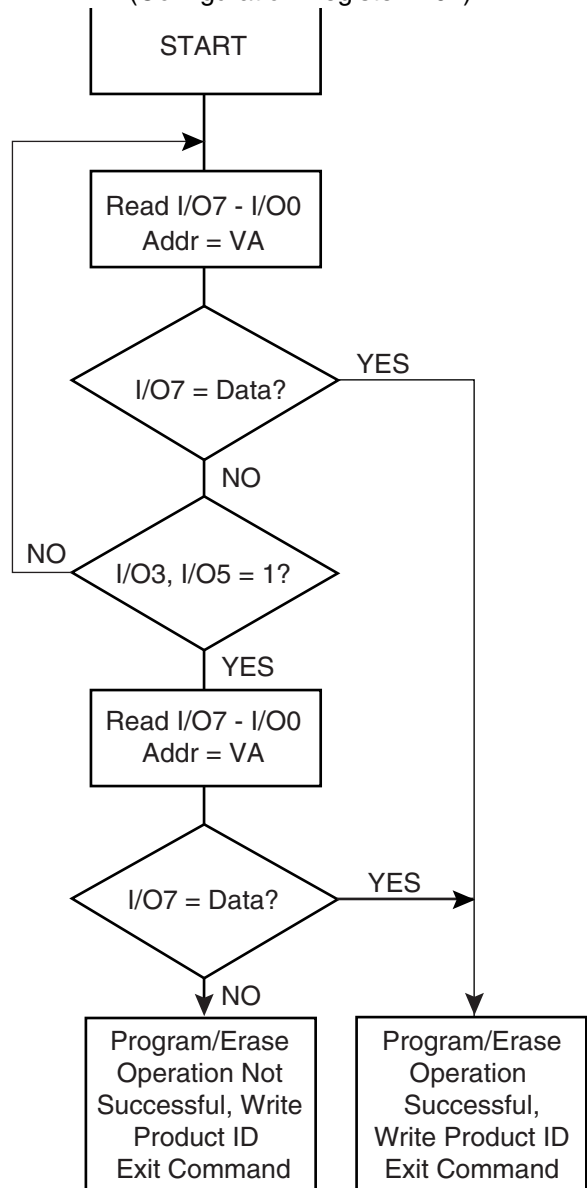 START
Read I/O7 - I/O0
Addr = VA
I/O7 = Data?
YES
NO
I/O3, I/O5 = 1?
NO
YES
Read I/O7 - I/O0
Addr = VA
I/O7 = Data?
YES
NO
Program/Erase
Operation Not
Successful, Write
Product ID
Exit Command
Program/Erase
Operation
Successful,
Write Product ID
Exit Command